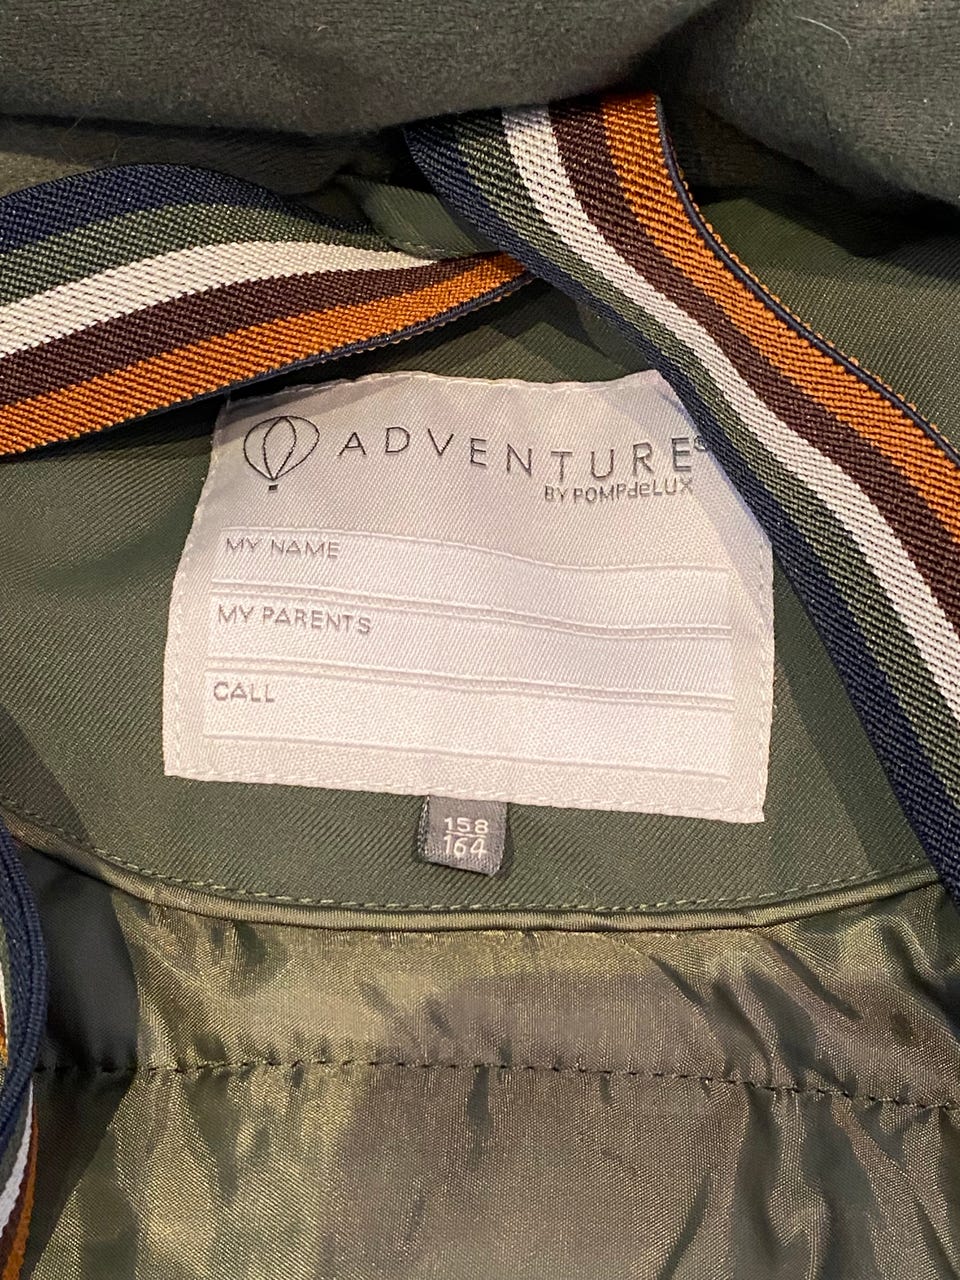 ADVENTURE
BY POMPdeLUX
MY NAME
MY PARENTS
CALL
158
164